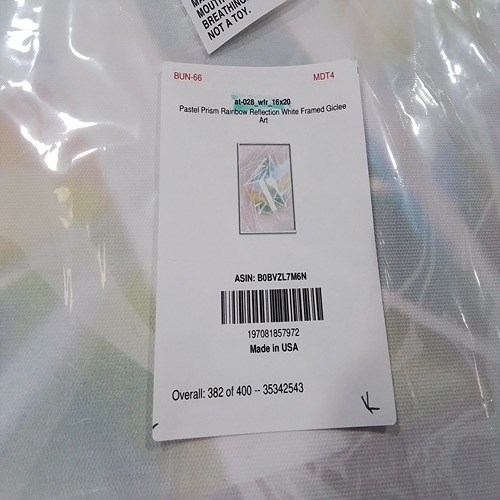 MOUTH
BREATHING
NOT A TOY.
BUN-66
MDT4
at-028_wfr_16x20
Pastel Prism Rainbow Reflection White Framed Giclee
Art
ASIN: B0BVZL7M6N
197081857972
Made in USA
Overall: 382 of 400 -- 35342543
K